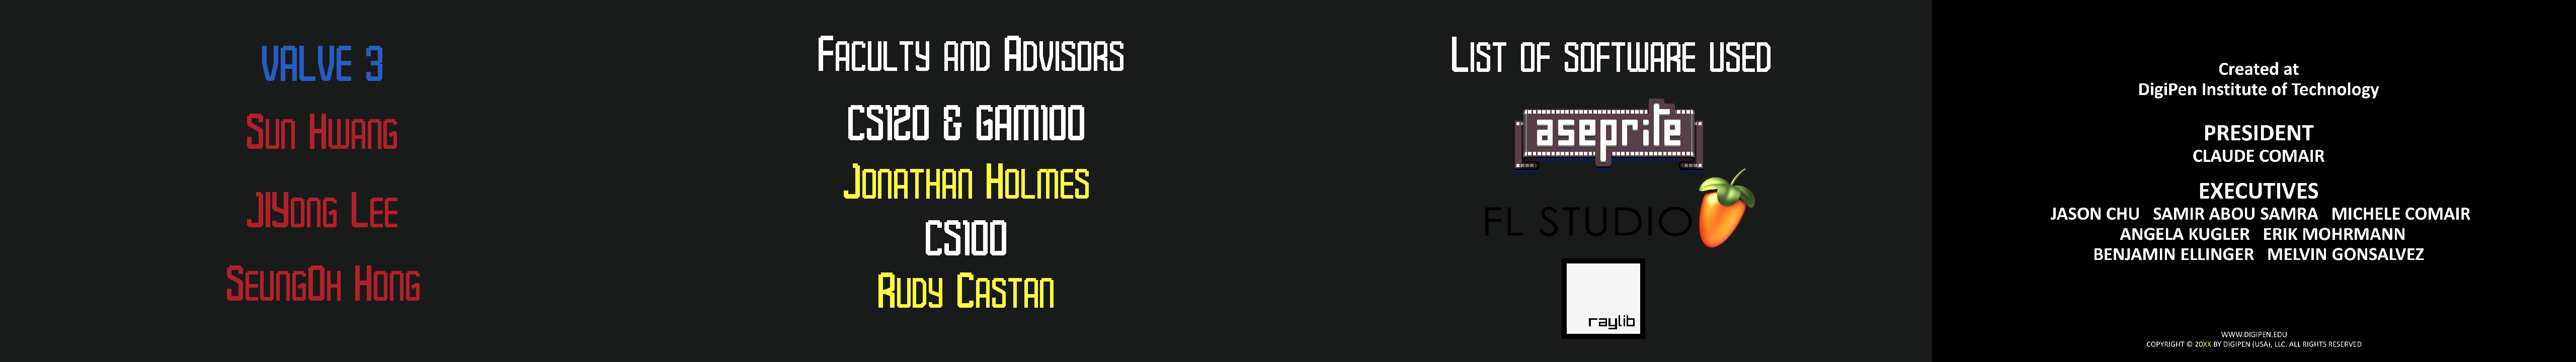 VALVE 3
SUN HWANG
JIYONG LEE
SEUNGOH HONG
FACULTY AND ADVISORS
CS120 & GAM100
JONATHAN HOLMES
CS100
RUDY CASTAN
LIST OF SOFTWARE USED
aseprite
FL STUDIO
raylib
Created at
DigiPen Institute of Technology
PRESIDENT
CLAUDE COMAIR
EXECUTIVES
JASON CHU SAMIR ABOU SAMRA MICHELE COMAIR
ANGELA KUGLER ERIK MOHRMANN
BENJAMIN ELLINGER MELVIN GONSALVEZ
WWW.DIGIPEN.EDU
COPYRIGHT © 20XX BY DIGIPEN (USA), LLC. ALL RIGHTS RESERVED